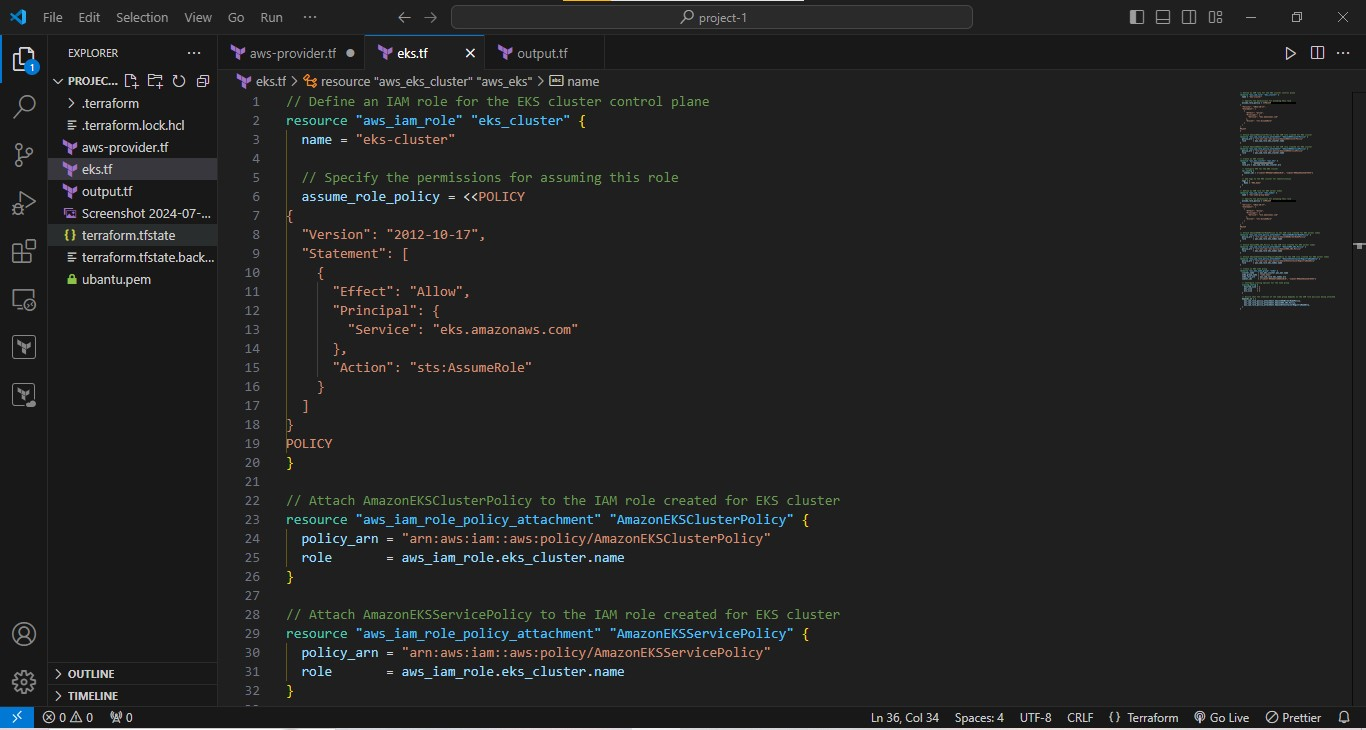 File Edit Selection View Go Run ··· project-1
EXPLORER ···
PROJEC...
.terraform
.terraform.lock.hcl
aws-provider.tf
eks.tf
output.tf
Screenshot 2024-07-...
{} terraform.tfstate
terraform.tfstate.back...
ubantu.pem
OUTLINE
TIMELINE
1
aws-provider.tf eks.tf output.tf
eks.tf > resource "aws_eks_cluster" "aws_eks" > abc name
1 // Define an IAM role for the EKS cluster control plane
2 resource "aws_iam_role" "eks_cluster" {
3 name = "eks-cluster"
4
5 // Specify the permissions for assuming this role
6 assume_role_policy = <<POLICY
7 {
8 "Version": "2012-10-17",
9 "Statement": [
10 {
11 "Effect": "Allow",
12 "Principal": {
13 "Service": "eks.amazonaws.com"
14 },
15 "Action": "sts:AssumeRole"
16 }
17 ]
18 }
19 POLICY
20 }
21
22 // Attach AmazonEKSClusterPolicy to the IAM role created for EKS cluster
23 resource "aws_iam_role_policy_attachment" "AmazonEKSClusterPolicy" {
24 policy_arn = "arn:aws:iam::aws:policy/AmazonEKSClusterPolicy"
25 role = aws_iam_role.eks_cluster.name
26 }
27
28 // Attach AmazonEKSServicePolicy to the IAM role created for EKS cluster
29 resource "aws_iam_role_policy_attachment" "AmazonEKSServicePolicy" {
30 policy_arn = "arn:aws:iam::aws:policy/AmazonEKSServicePolicy"
31 role = aws_iam_role.eks_cluster.name
32 }
0 0 0 Ln 36, Col 34 Spaces: 4 UTF-8 CRLF {} Terraform Go Live Prettier